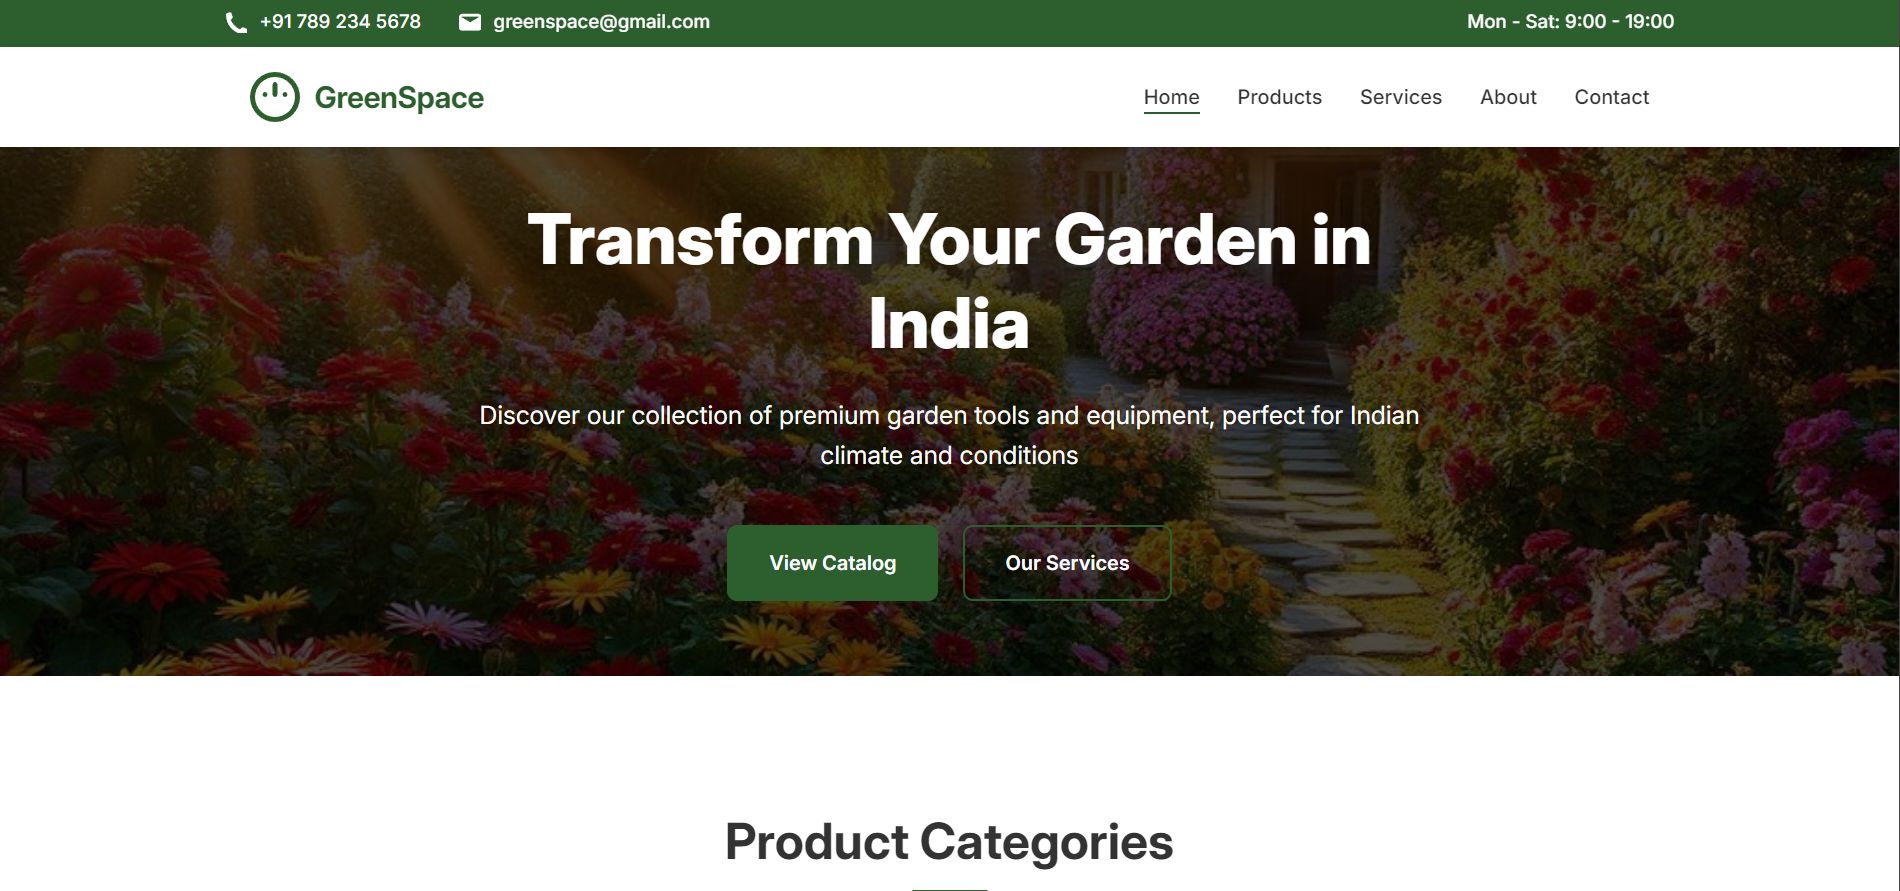 +91 789 234 5678
greenspace@gmail.com
Mon - Sat: 9:00 - 19:00
GreenSpace
Home
Products
Services
About
Contact
Transform Your Garden in
India
Discover our collection of premium garden tools and equipment, perfect for Indian
climate and conditions
View Catalog
Our Services
Product Categories